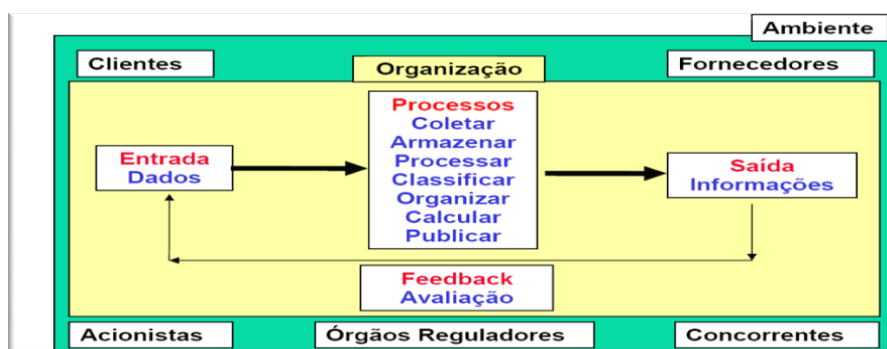 Ambiente
Clientes
Organização
Fornecedores
Processos
Coletar
Armazenar
Processar
Classificar
Organizar
Calcular
Publicar
Entrada
Dados
Saída
Informações
Feedback
Avaliação
Acionistas
Órgãos Reguladores
Concorrentes